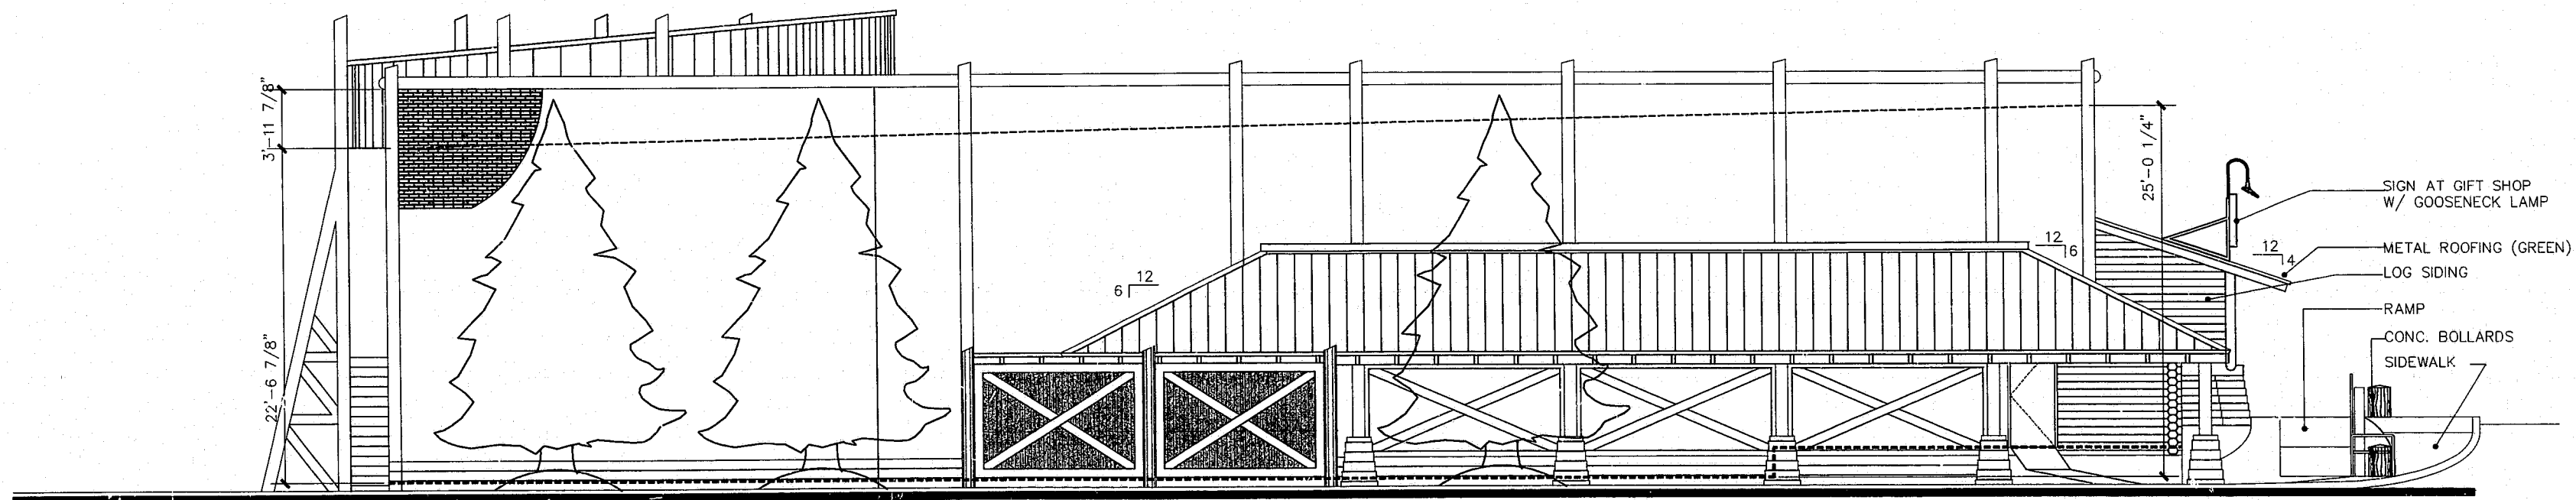 3'-11 7/8"
22'-6 7/8"
12
6
12
6
25'-0 1/4"
12
4
SIGN AT GIFT SHOP
W/ GOOSENECK LAMP
METAL ROOFING (GREEN)
LOG SIDING
RAMP
CONC. BOLLARDS
SIDEWALK